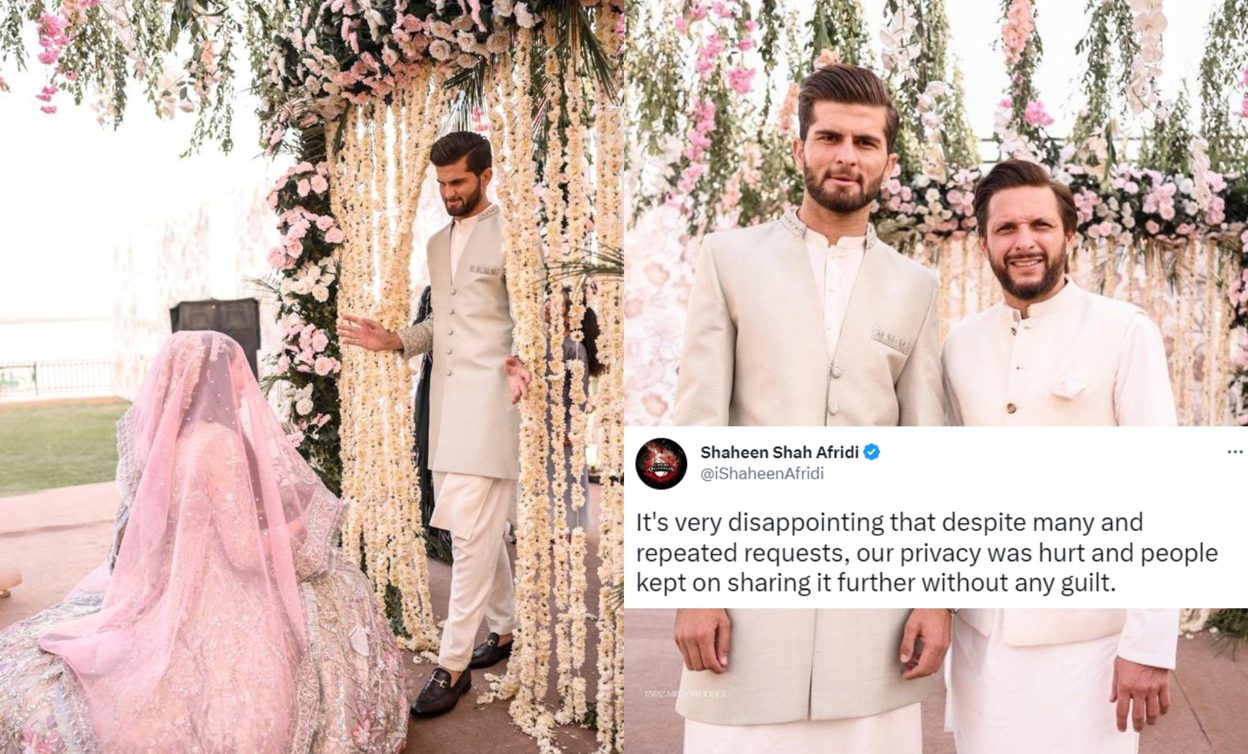 Shaheen Shah Afridi
@iShaheenAfridi
It's very disappointing that despite many and
repeated requests, our privacy was hurt and people
kept on sharing it further without any guilt.